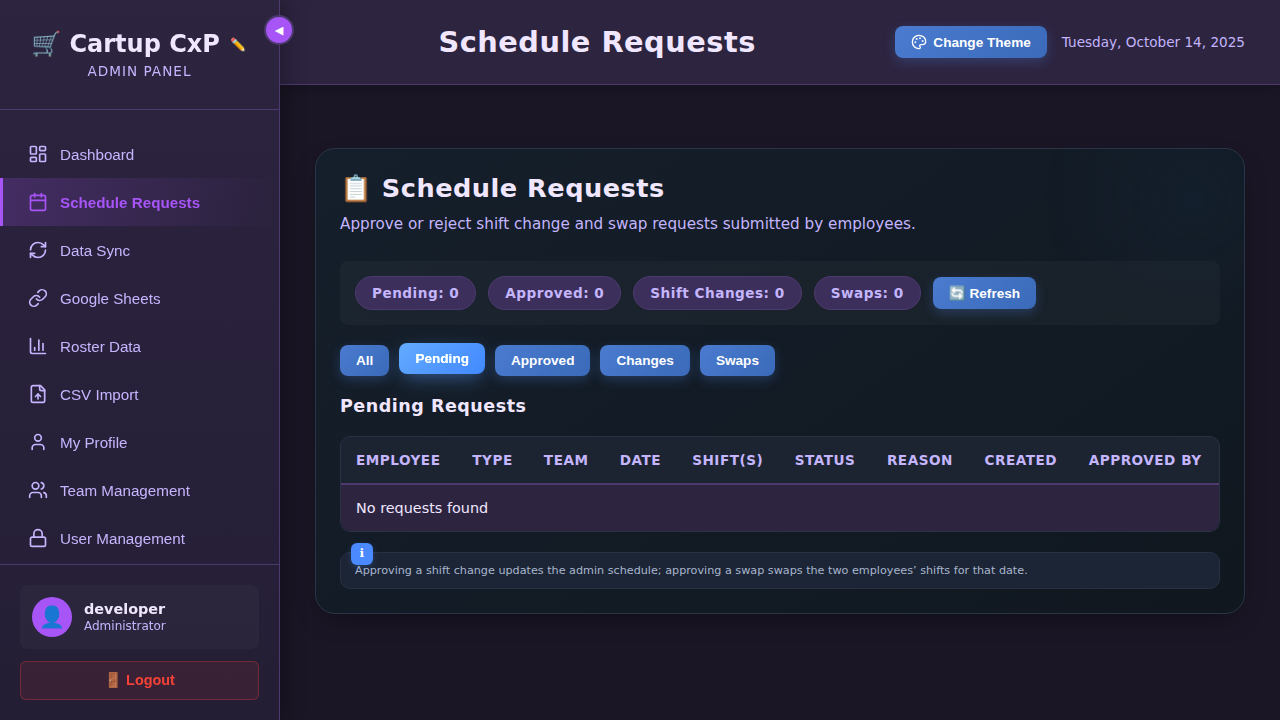 🛒 Cartup CxP ✏️
ADMIN PANEL
◀
Dashboard
Schedule Requests
Data Sync
Google Sheets
Roster Data
CSV Import
My Profile
Team Management
User Management
👤 developer
Administrator
🚪 Logout
Schedule Requests
Change Theme
Tuesday, October 14, 2025
📋 Schedule Requests
Approve or reject shift change and swap requests submitted by employees.
Pending: 0 Approved: 0 Shift Changes: 0 Swaps: 0 🔄 Refresh
All Pending Approved Changes Swaps
Pending Requests
EMPLOYEE TYPE TEAM DATE SHIFT(S) STATUS REASON CREATED APPROVED BY
No requests found
ℹ
Approving a shift change updates the admin schedule; approving a swap swaps the two employees’ shifts for that date.